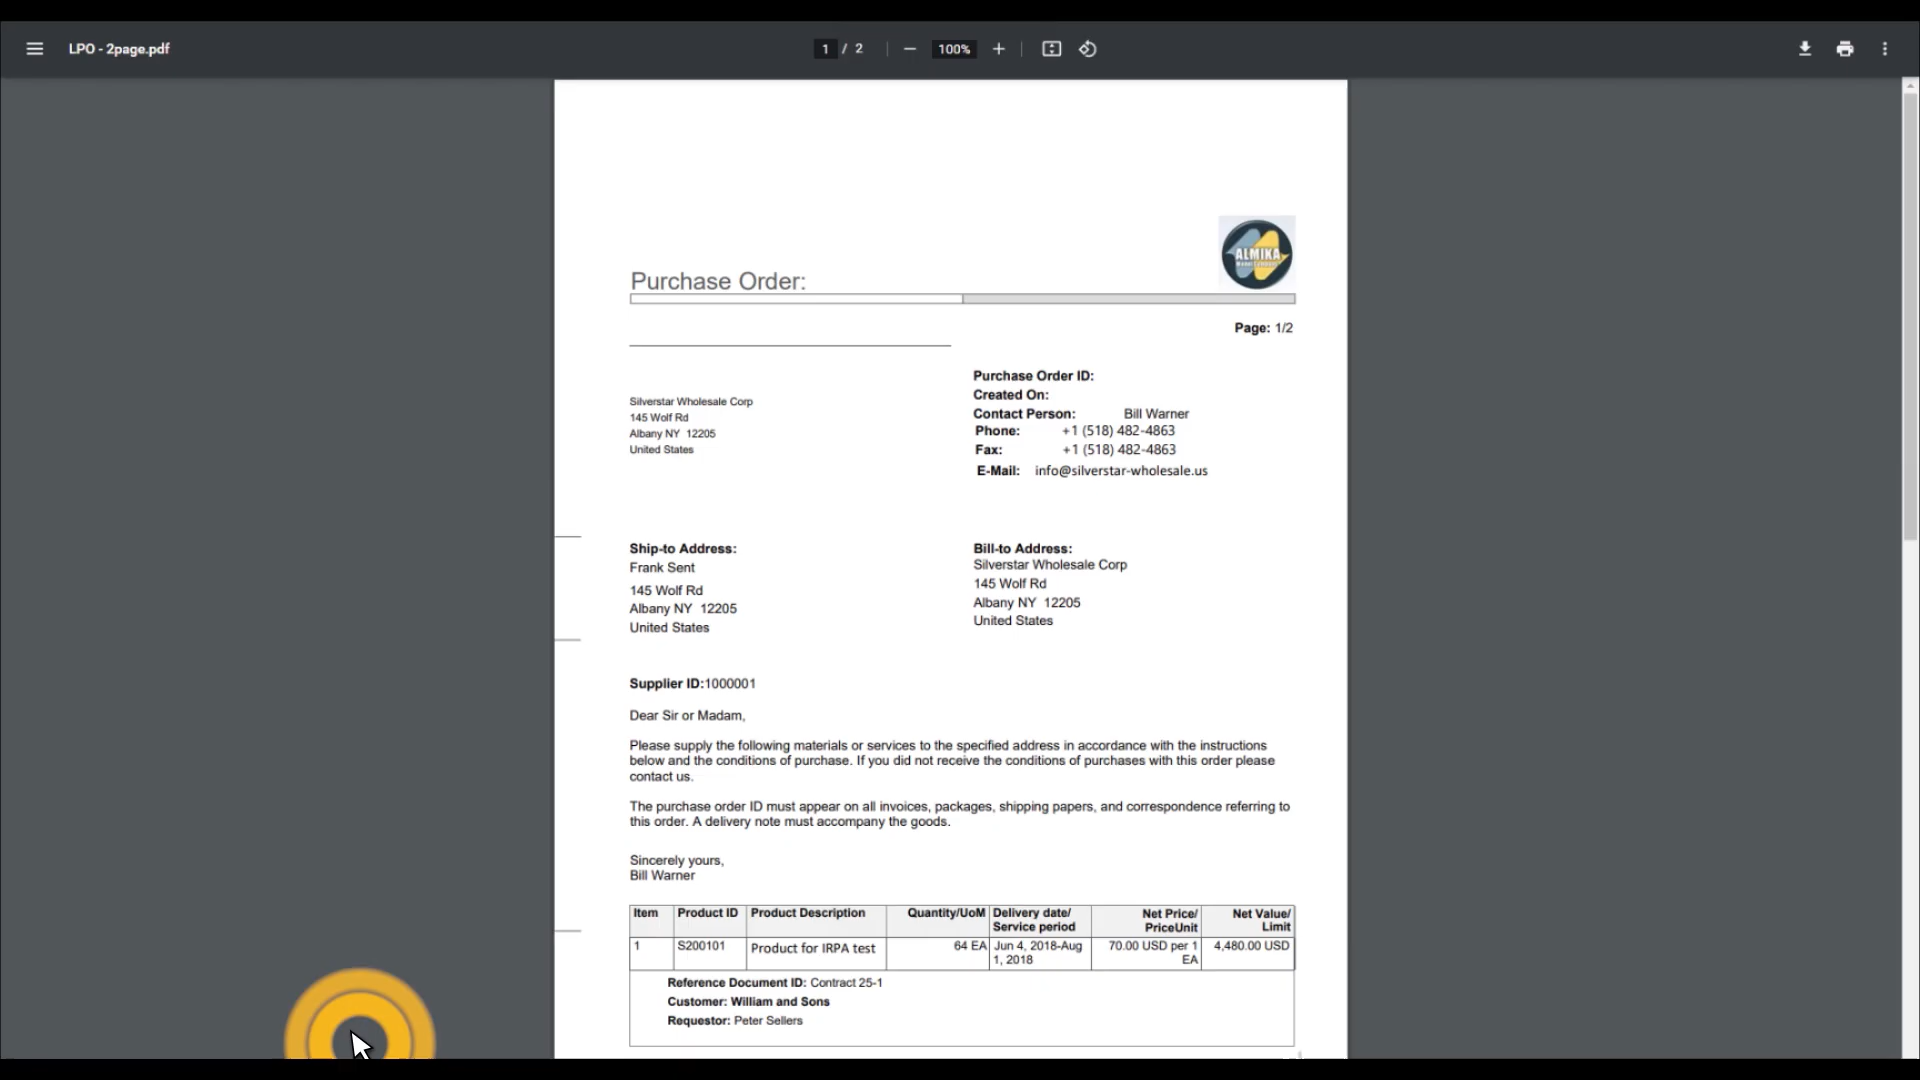 LPO - 2page.pdf
1 / 2
100%
ALMIKA
Purchase Order:
Page: 1/2
Silverstar Wholesale Corp
145 Wolf Rd
Albany NY 12205
United States
Purchase Order ID:
Created On:
Contact Person: Bill Warner
Phone: +1 (518) 482-4863
Fax: +1 (518) 482-4863
E-Mail: info@silverstar-wholesale.us
Ship-to Address:
Frank Sent
145 Wolf Rd
Albany NY 12205
United States
Bill-to Address:
Silverstar Wholesale Corp
145 Wolf Rd
Albany NY 12205
United States
Supplier ID:1000001
Dear Sir or Madam,
Please supply the following materials or services to the specified address in accordance with the instructions
below and the conditions of purchase. If you did not receive the conditions of purchases with this order please
contact us.
The purchase order ID must appear on all invoices, packages, shipping papers, and correspondence referring to
this order. A delivery note must accompany the goods.
Sincerely yours,
Bill Warner
Item Product ID Product Description Quantity/UoM Delivery date/ Net Price/ Net Value/
Service period PriceUnit Limit
1 S200101 Product for IRPA test 64 EA Jun 4, 2018-Aug 70.00 USD per 1 4,480.00 USD
1, 2018 EA
Reference Document ID: Contract 25-1
Customer: William and Sons
Requestor: Peter Sellers